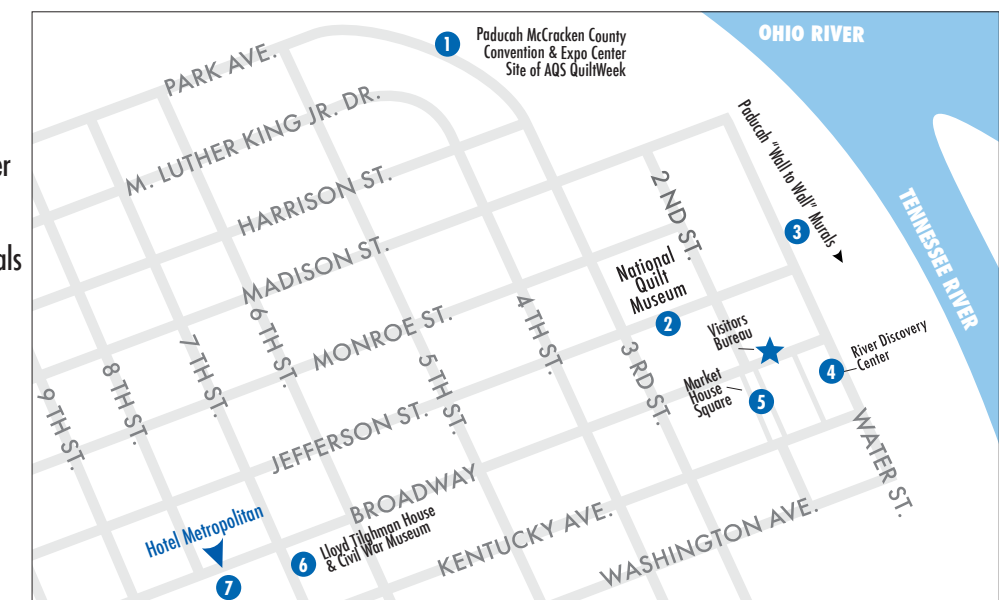 er
als
OHIO RIVER
1
Paducah McCracken County
Convention & Expo Center
Site of AQS QuiltWeek
PARK AVE.
M. LUTHER KING JR. DR.
HARRISON ST.
MADISON ST.
MONROE ST.
JEFFERSON ST.
BROADWAY
KENTUCKY AVE.
WASHINGTON AVE.
Paducah "Wall to Wall" Murals
3
TENNESSEE RIVER
2 ND ST.
National
Quilt
Museum
2
Visitors
Bureau
River Discovery
Center
4
Market
House
Square
5
9 TH ST.
8 TH ST.
7 TH ST.
6 TH ST.
5 TH ST.
4 TH ST.
3 RD ST.
WATER ST.
Hotel Metropolitan
7
6
Lloyd Tilghman House
& Civil War Museum